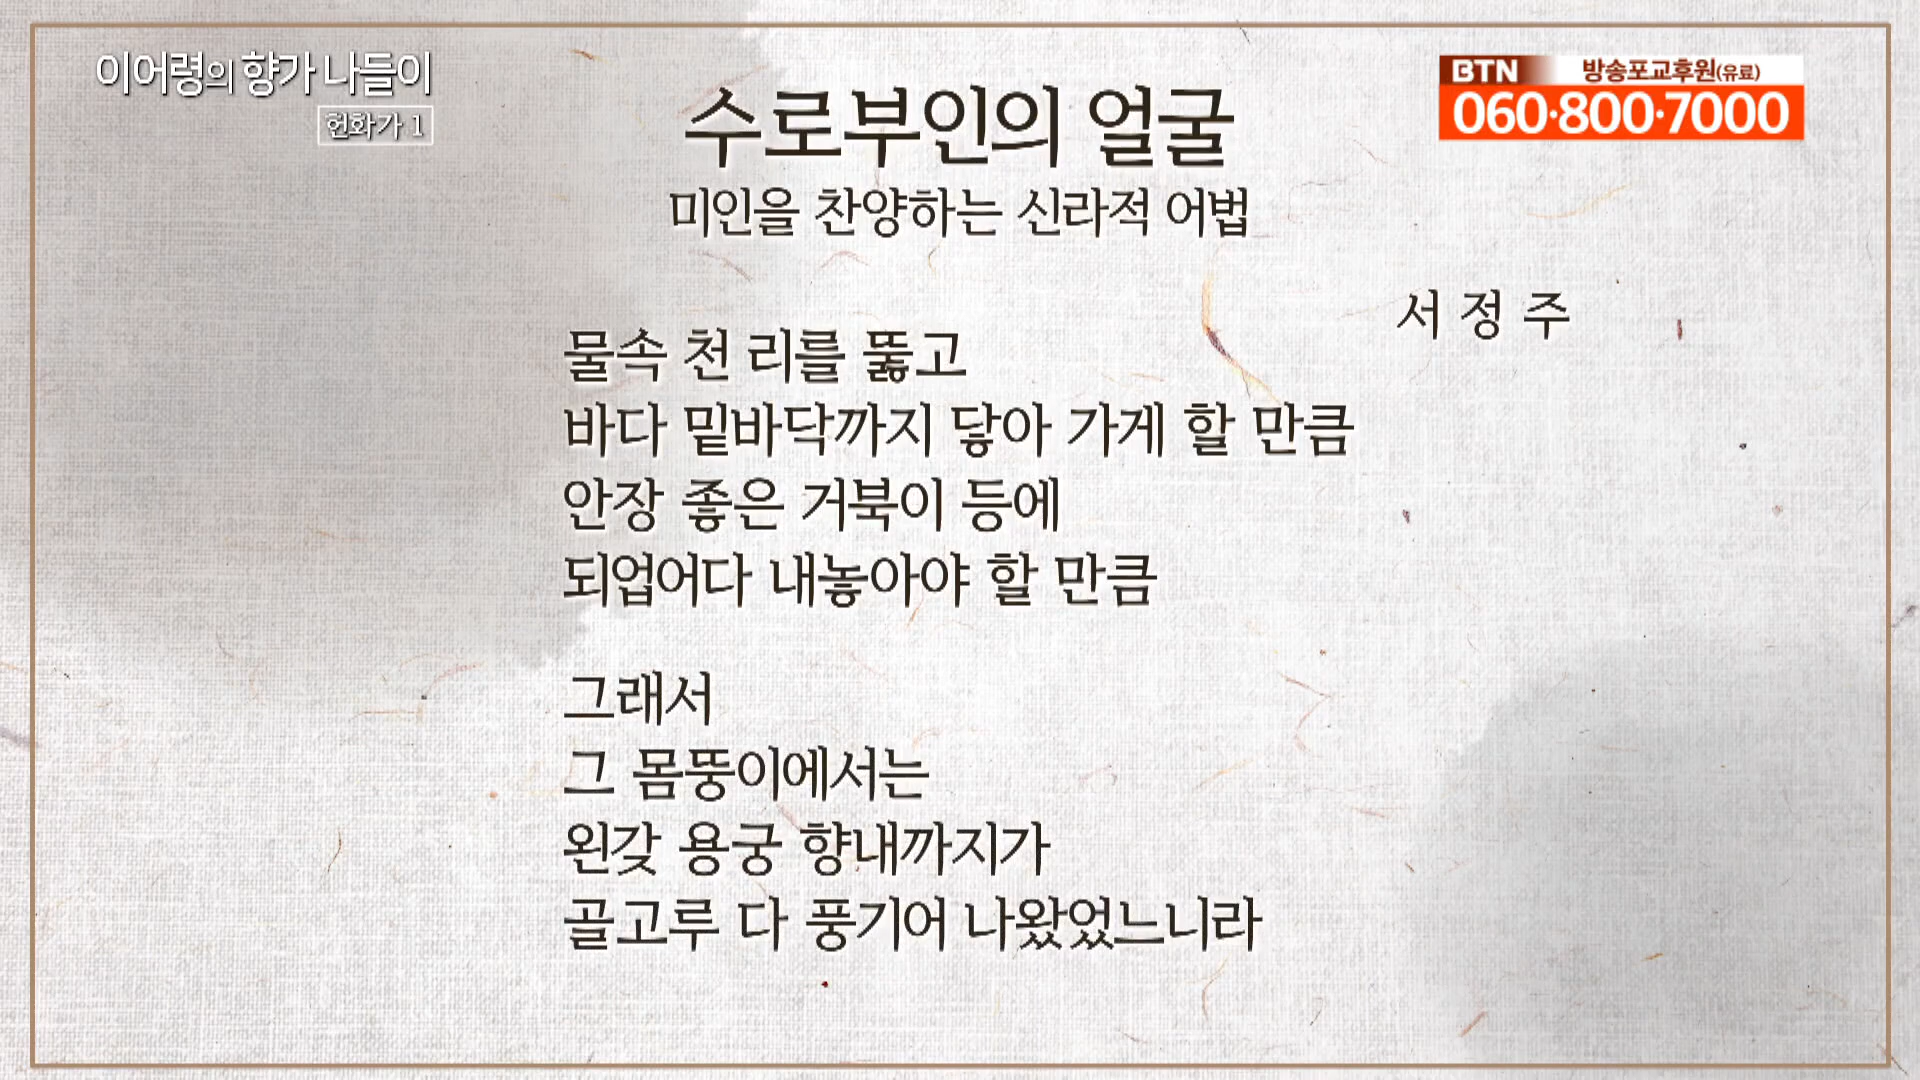 이어령의 향가 나들이
헌화가 1
BTN 방송포교후원(유료)
060·800·7000
수로부인의 얼굴
미인을 찬양하는 신라적 어법
서 정 주
물속 천 리를 뚫고
바다 밑바닥까지 닿아 가게 할 만큼
안장 좋은 거북이 등에
되업어다 내놓아야 할 만큼
그래서
그 몸뚱이에서는
왼갖 용궁 향내까지가
골고루 다 풍기어 나왔었느니라